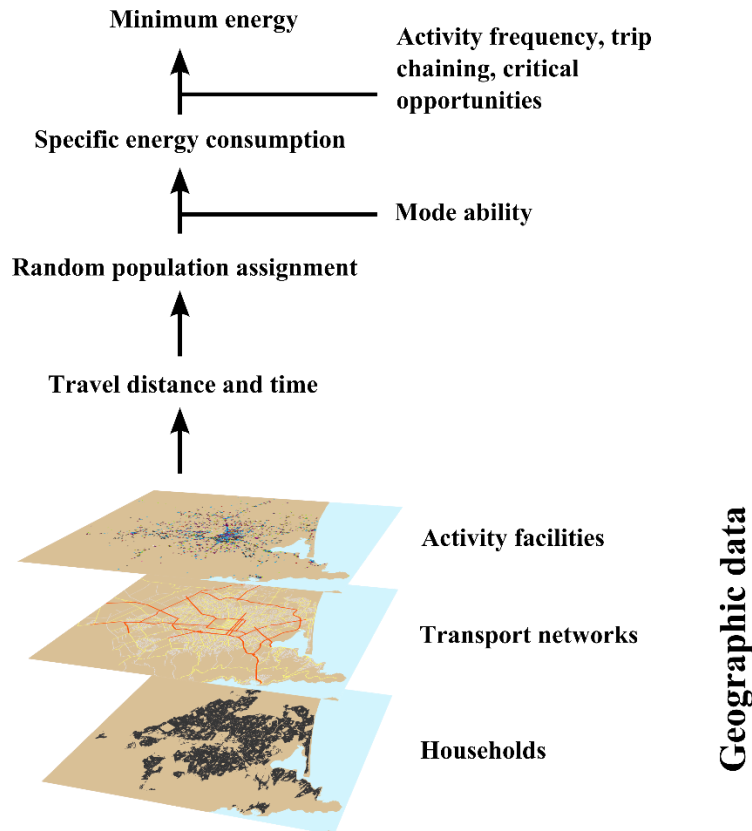 Minimum energy
Activity frequency, trip
chaining, critical
opportunities
Specific energy consumption
Mode ability
Random population assignment
Travel distance and time
Activity facilities
Transport networks
Households
Geographic data